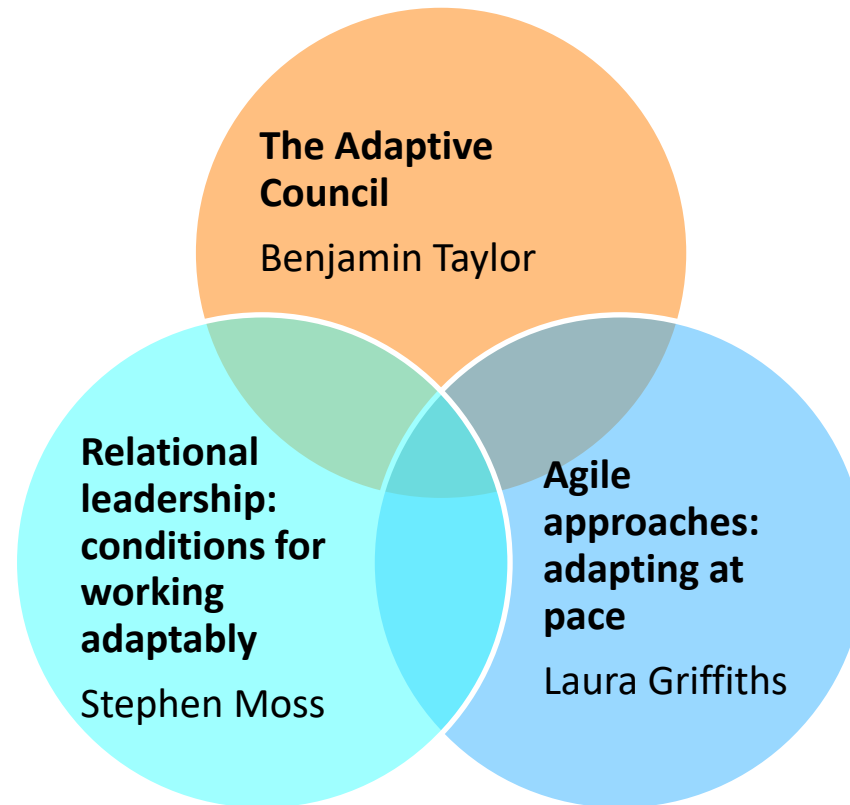 The Adaptive
Council
Benjamin Taylor
Relational
leadership:
conditions for
working
adaptably
Stephen Moss
Agile
approaches:
adapting at
pace
Laura Griffiths